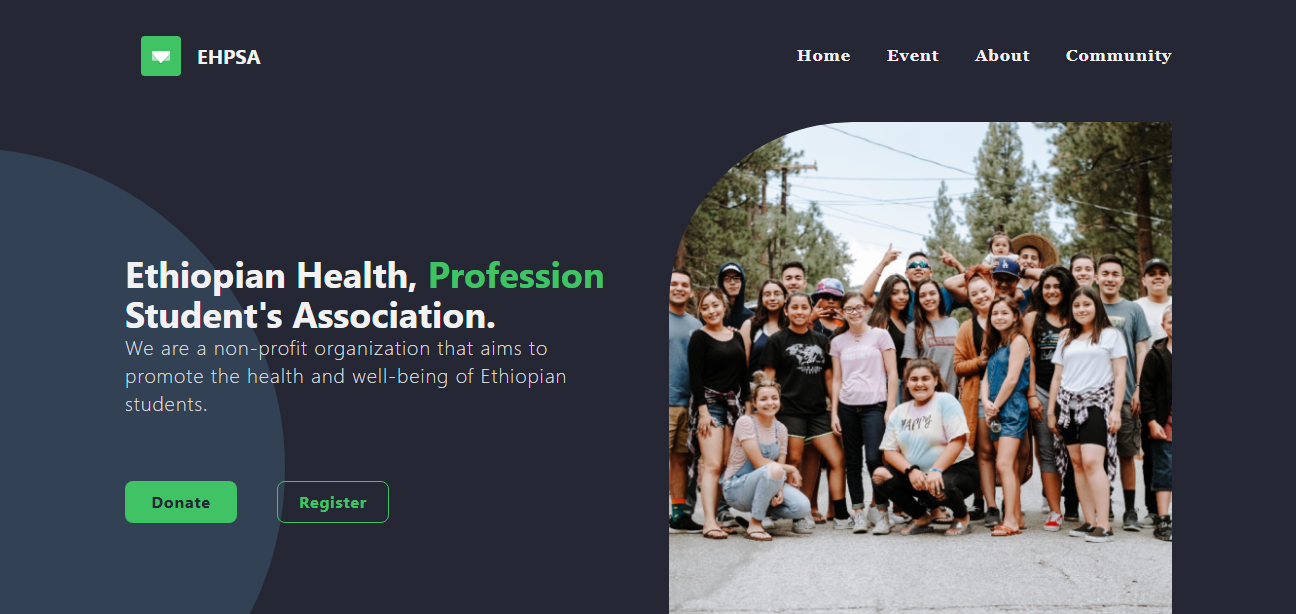 EHPSA
Home Event About Community
Ethiopian Health, Profession
Student's Association.
We are a non-profit organization that aims to
promote the health and well-being of Ethiopian
students.
Donate Register
HAPPY